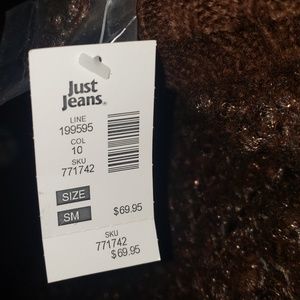 Just
Jeans®
LINE
199595
COL
10
SKU
771742
SIZE
SM
$69.95
SKU
771742
$69.95